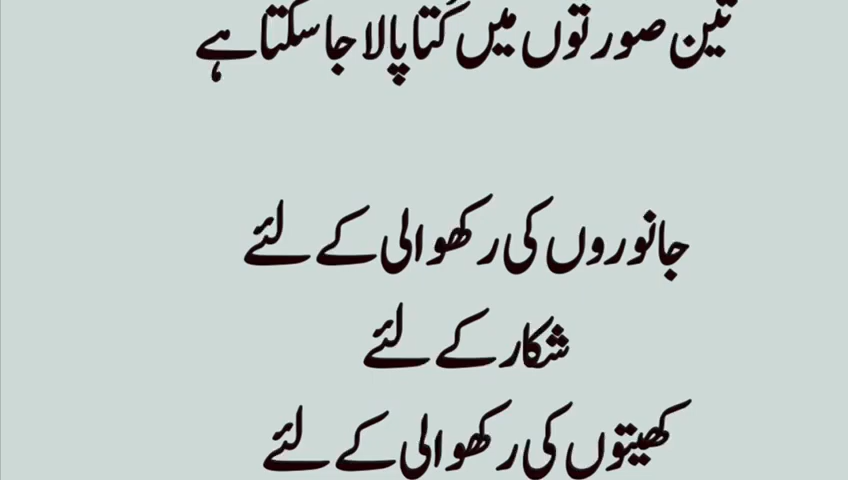 تین صورتوں میں کُتا پالا جا سکتا ہے
جانوروں کی رکھوالی کے لئے
شکار کے لئے
کھیتوں کی رکھوالی کے لئے